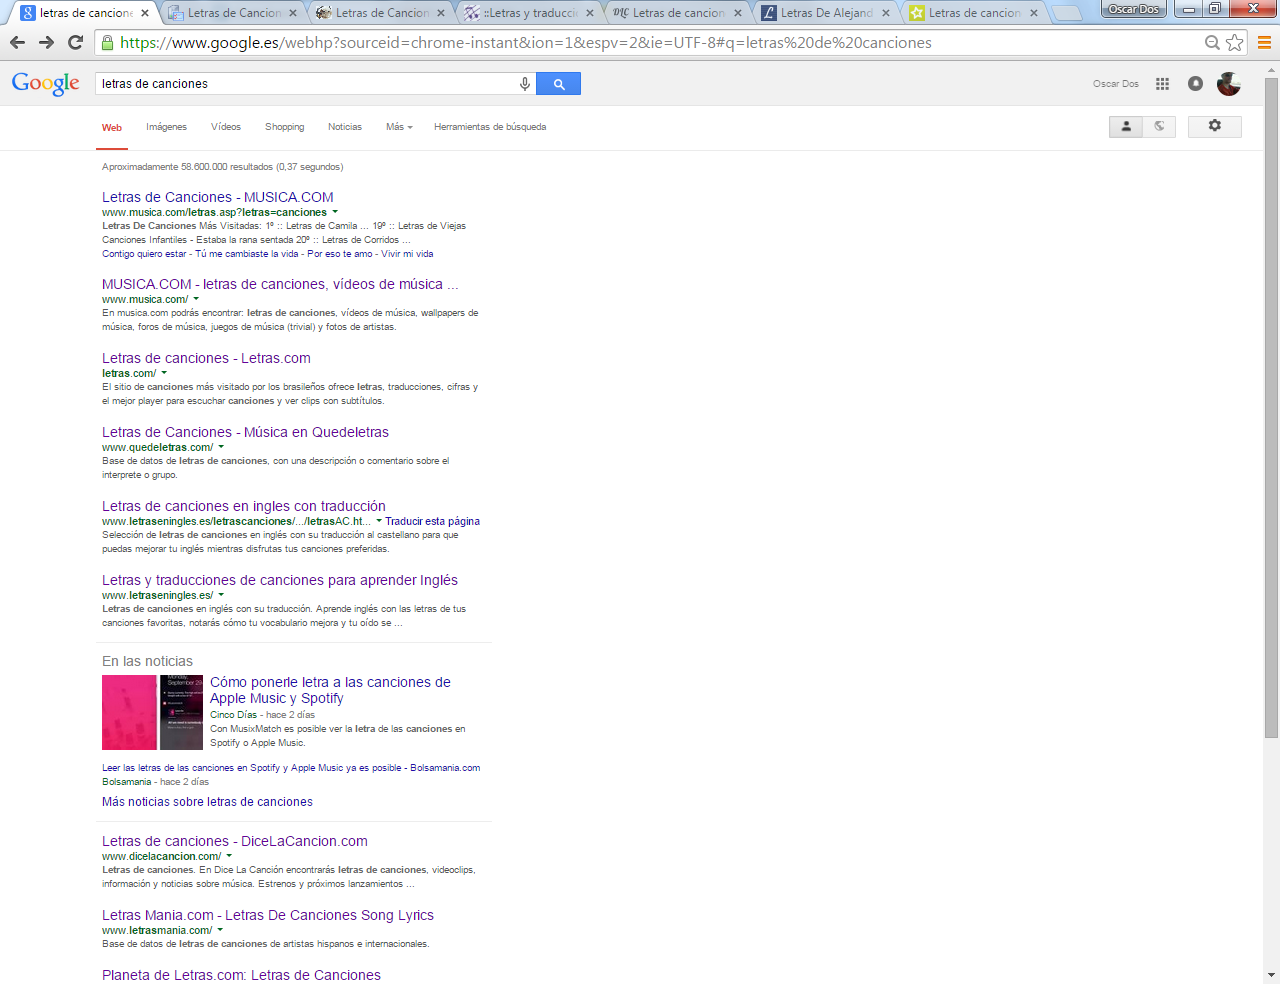 letras de cancione
Letras de Cancion
Letras de Cancion
::Letras y traducci
Letras de cancion
Letras De Alejand
Letras de cancion
Oscar Dos
https://www.google.es/webhp?sourceid=chrome-instant&ion=1&espv=2&ie=UTF-8#q=letras%20de%20canciones
Google
letras de canciones
Oscar Dos
Web
Imágenes
Vídeos
Shopping
Noticias
Más
Herramientas de búsqueda
Aproximadamente 58.600.000 resultados (0,37 segundos)
Letras de Canciones - MUSICA.COM
www.musica.com/letras.asp?letras=canciones
Letras De Canciones Más Visitadas: 1º :: Letras de Camila ... 19º :: Letras de Viejas
Canciones Infantiles - Estaba la rana sentada 20º :: Letras de Corridos ...
Contigo quiero estar - Tú me cambiaste la vida - Por eso te amo - Vivir mi vida
MUSICA.COM - letras de canciones, vídeos de música ...
www.musica.com/
En musica.com podrás encontrar: letras de canciones, vídeos de música, wallpapers de
música, foros de música, juegos de música (trivial) y fotos de artistas.
Letras de canciones - Letras.com
letras.com/
El sitio de canciones más visitado por los brasileños ofrece letras, traducciones, cifras y
el mejor player para escuchar canciones y ver clips con subtítulos.
Letras de Canciones - Música en Quedeletras
www.quedeletras.com/
Base de datos de letras de canciones, con una descripción o comentario sobre el
interprete o grupo.
Letras de canciones en ingles con traducción
www.letraseningles.es/letrascanciones/.../letrasAC.ht... Traducir esta página
Selección de letras de canciones en inglés con su traducción al castellano para que
puedas mejorar tu inglés mientras disfrutas tus canciones preferidas.
Letras y traducciones de canciones para aprender Inglés
www.letraseningles.es/
Letras de canciones en inglés con su traducción. Aprende inglés con las letras de tus
canciones favoritas, notarás cómo tu vocabulario mejora y tu oído se ...
En las noticias
Cómo ponerle letra a las canciones de
Apple Music y Spotify
Cinco Días - hace 2 días
Con MusixMatch es posible ver la letra de las canciones en
Spotify o Apple Music.
Leer las letras de las canciones en Spotify y Apple Music ya es posible - Bolsamania.com
Bolsamania - hace 2 días
Más noticias sobre letras de canciones
Letras de canciones - DiceLaCancion.com
www.dicelacancion.com/
Letras de canciones. En Dice La Canción encontrarás letras de canciones, videoclips,
información y noticias sobre música. Estrenos y próximos lanzamientos ...
Letras Mania.com - Letras De Canciones Song Lyrics
www.letrasmania.com/
Base de datos de letras de canciones de artistas hispanos e internacionales.
Planeta de Letras.com: Letras de Canciones